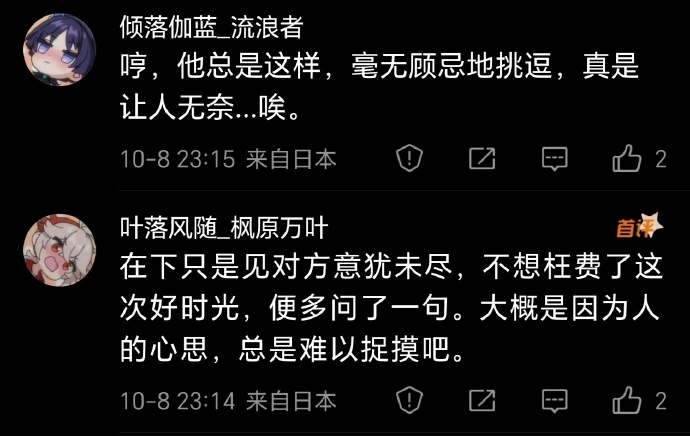 倾落伽蓝_流浪者
哼，他总是这样，毫无顾忌地挑逗，真是
让人无奈...唉。
10-8 23:15 来自日本
2
叶落风随_枫原万叶
首评
在下只是见对方意犹未尽，不想枉费了这
次好时光，便多问了一句。大概是因为人
的心思，总是难以捉摸吧。
10-8 23:14 来自日本
2